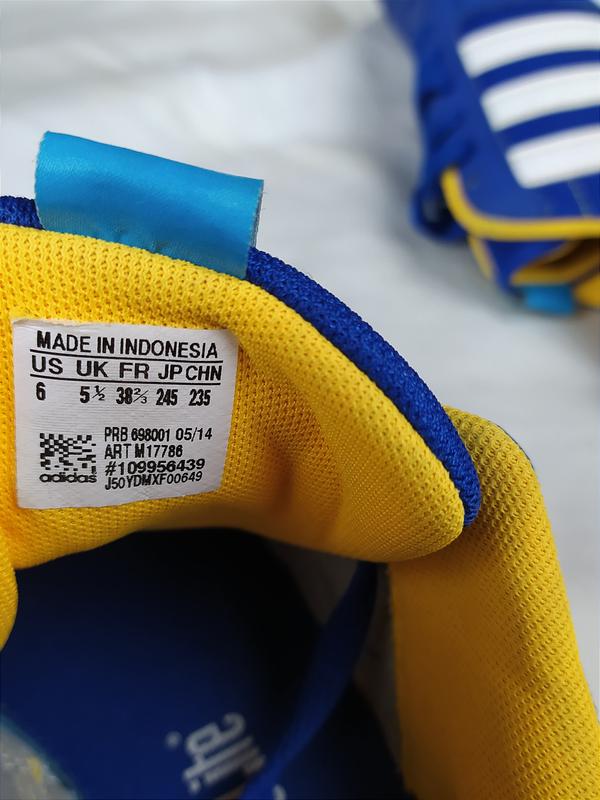 MADE IN INDONESIA
US UK FR JP CHN
6 5½ 38⅔ 245 235
PRB 698001 05/14
ART M17786
#109956439
J50YDMXF00649
adidas